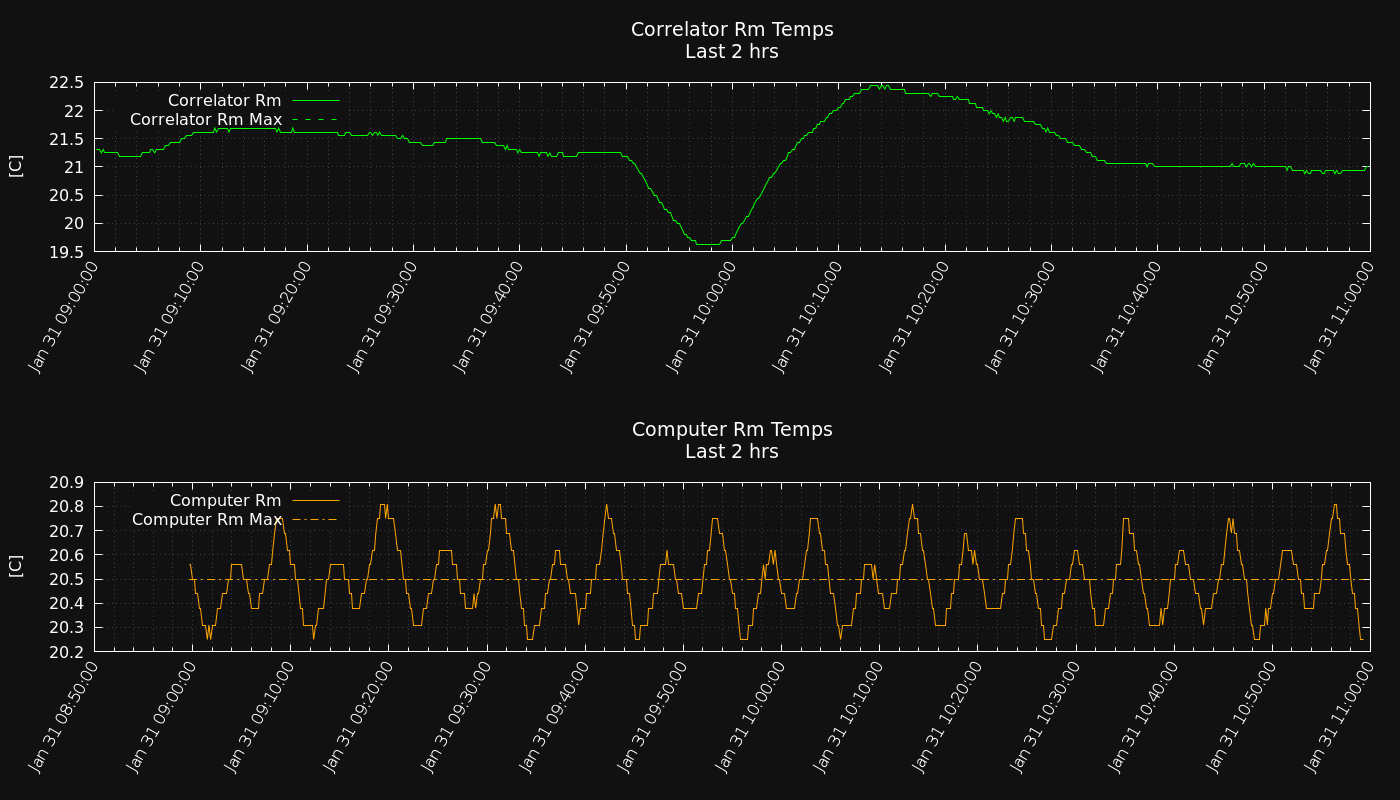 Correlator Rm Temps
Last 2 hrs
Correlator Rm
Correlator Rm Max
[C]
22.5
22
21.5
21
20.5
20
19.5
Jan 31 09:00:00
Jan 31 09:10:00
Jan 31 09:20:00
Jan 31 09:30:00
Jan 31 09:40:00
Jan 31 09:50:00
Jan 31 10:00:00
Jan 31 10:10:00
Jan 31 10:20:00
Jan 31 10:30:00
Jan 31 10:40:00
Jan 31 10:50:00
Jan 31 11:00:00
Computer Rm Temps
Last 2 hrs
Computer Rm
Computer Rm Max
[C]
20.9
20.8
20.7
20.6
20.5
20.4
20.3
20.2
Jan 31 08:50:00
Jan 31 09:00:00
Jan 31 09:10:00
Jan 31 09:20:00
Jan 31 09:30:00
Jan 31 09:40:00
Jan 31 09:50:00
Jan 31 10:00:00
Jan 31 10:10:00
Jan 31 10:20:00
Jan 31 10:30:00
Jan 31 10:40:00
Jan 31 10:50:00
Jan 31 11:00:00